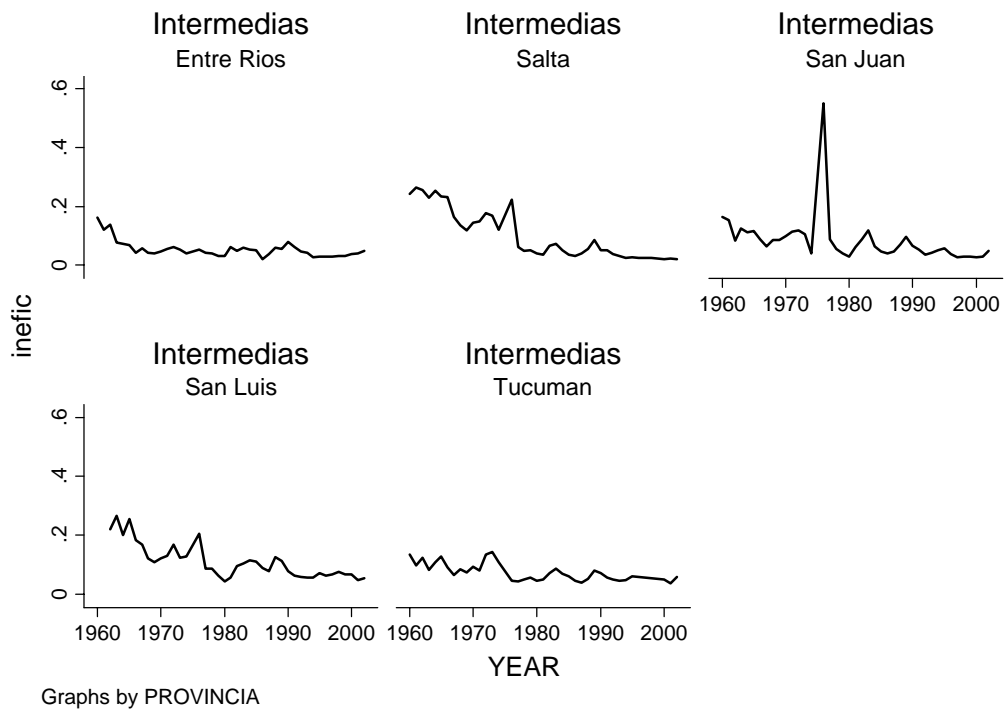 Intermedias
Entre Rios
Intermedias
Salta
Intermedias
San Juan
.6
.4
.2
0
1960 1970 1980 1990 2000
inefic
Intermedias
San Luis
Intermedias
Tucuman
.6
.4
.2
0
1960 1970 1980 1990 2000
1960 1970 1980 1990 2000
YEAR
Graphs by PROVINCIA